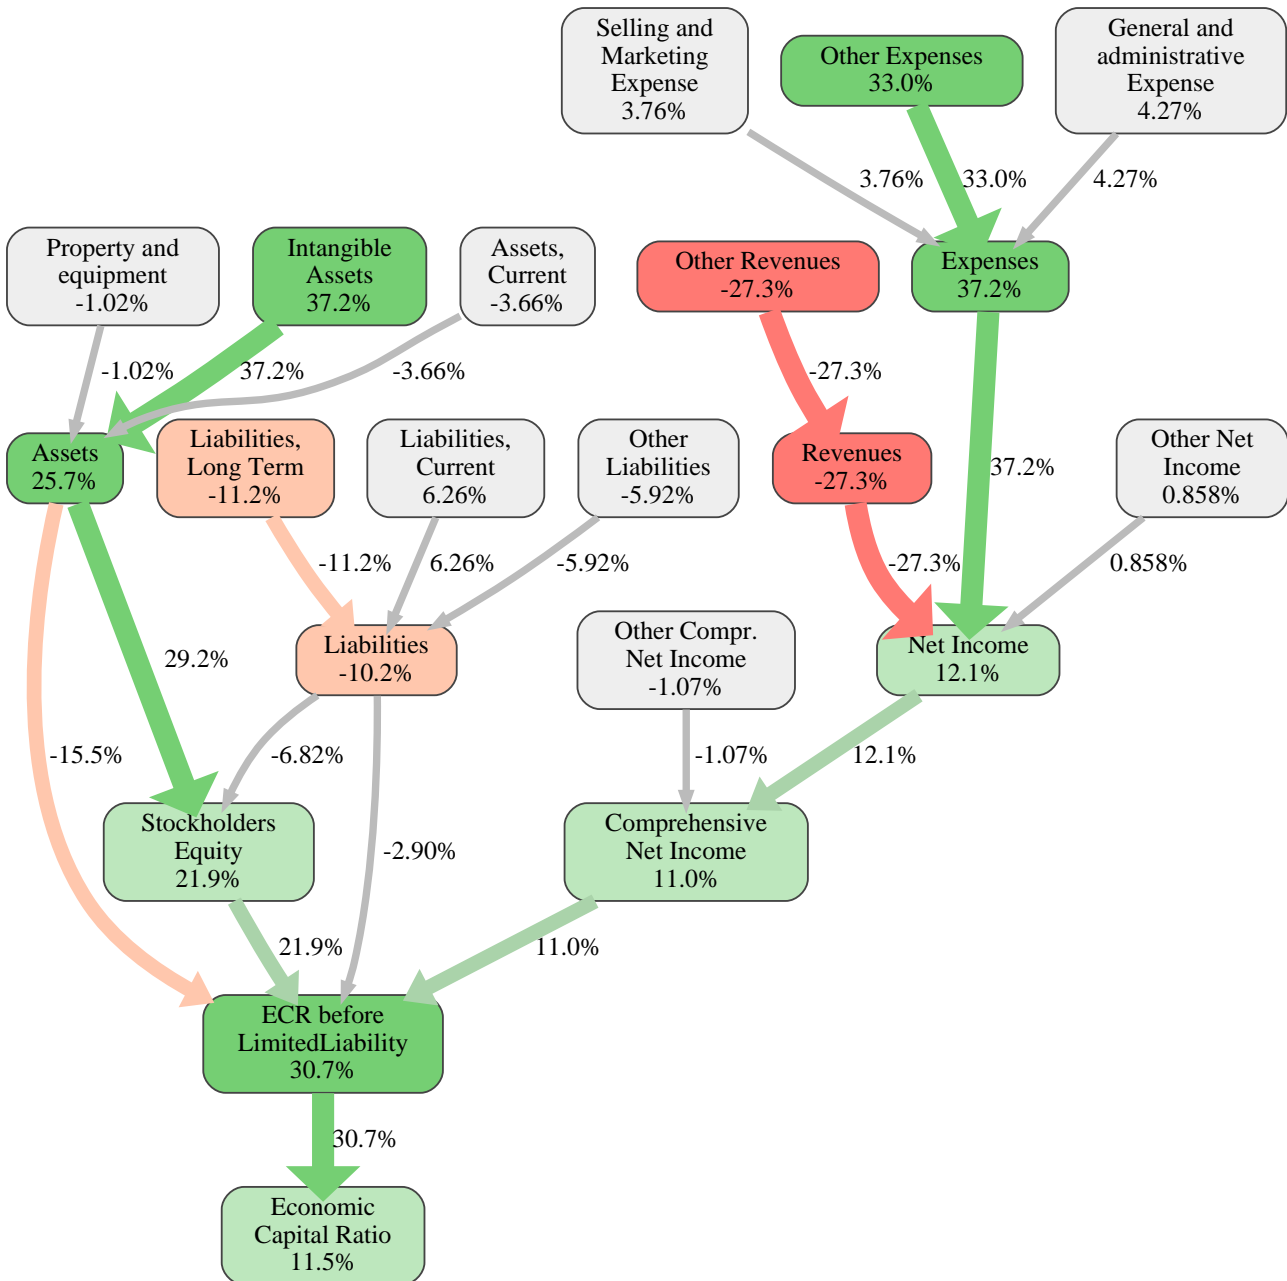 Selling and
Marketing
Expense
3.76%
Other Expenses
33.0%
General and
administrative
Expense
4.27%
3.76%
33.0%
4.27%
Property and
equipment
-1.02%
Intangible
Assets
37.2%
Assets,
Current
-3.66%
Other Revenues
-27.3%
Expenses
37.2%
-1.02%
37.2%
-3.66%
-27.3%
37.2%
Assets
25.7%
Liabilities,
Long Term
-11.2%
Liabilities,
Current
6.26%
Other
Liabilities
-5.92%
Revenues
-27.3%
Other Net
Income
0.858%
-11.2%
6.26%
-5.92%
-27.3%
0.858%
Liabilities
-10.2%
Other Compr.
Net Income
-1.07%
Net Income
12.1%
29.2%
-15.5%
-6.82%
-2.90%
-1.07%
12.1%
Stockholders
Equity
21.9%
Comprehensive
Net Income
11.0%
21.9%
11.0%
ECR before
LimitedLiability
30.7%
30.7%
Economic
Capital Ratio
11.5%